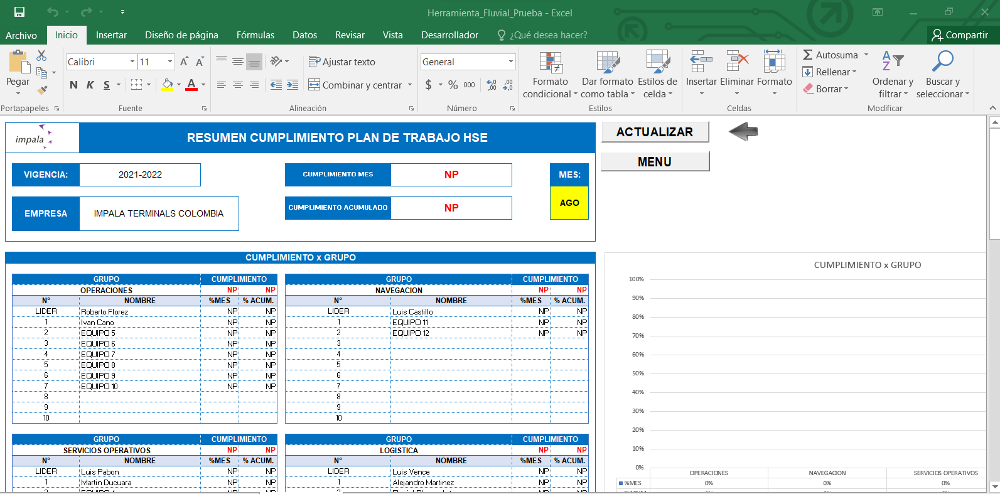 Herramienta_Fluvial_Prueba - Excel
Archivo Inicio Insertar Diseño de página Fórmulas Datos Revisar Vista Desarrollador ¿Qué desea hacer? Compartir
Calibri 11 A A Ajustar texto General Autosuma
Pegar Rellenar
N K S A Combinar y centrar $ % 000 Borrar
Formato condicional
Dar formato como tabla
Estilos de celda
Insertar Eliminar Formato
Ordenar y filtrar
Buscar y seleccionar
Portapapeles Fuente Alineación Número Estilos Celdas Modificar
impala
RESUMEN CUMPLIMIENTO PLAN DE TRABAJO HSE
ACTUALIZAR
MENU
VIGENCIA: 2021-2022 CUMPLIMIENTO MES NP MES:
AGO
EMPRESA IMPALA TERMINALS COLOMBIA CUMPLIMIENTO ACUMULADO NP
CUMPLIMIENTO x GRUPO
GRUPO CUMPLIMIENTO
OPERACIONES NP NP
N° NOMBRE %MES % ACUM.
LIDER Roberto Florez NP NP
1 Ivan Cano NP NP
2 EQUIPO 5 NP NP
3 EQUIPO 6 NP NP
4 EQUIPO 7 NP NP
5 EQUIPO 8 NP NP
6 EQUIPO 9 NP NP
7 EQUIPO 10 NP NP
8
9
10
GRUPO CUMPLIMIENTO
NAVEGACION NP NP
N° NOMBRE %MES % ACUM.
LIDER Luis Castillo NP NP
1 EQUIPO 11 NP NP
2 EQUIPO 12 NP NP
3
4
5
6
7
8
9
10
GRUPO CUMPLIMIENTO
SERVICIOS OPERATIVOS NP NP
N° NOMBRE %MES % ACUM.
LIDER Luis Pabon NP NP
1 Martin Ducuara NP NP
GRUPO CUMPLIMIENTO
LOGISTICA NP NP
N° NOMBRE %MES % ACUM.
LIDER Luis Vence NP NP
1 Alejandro Martinez NP NP
CUMPLIMIENTO x GRUPO
100%
90%
80%
70%
60%
50%
40%
30%
20%
10%
0%
OPERACIONES NAVEGACION SERVICIOS OPERATIVOS
%MES 0% 0% 0%